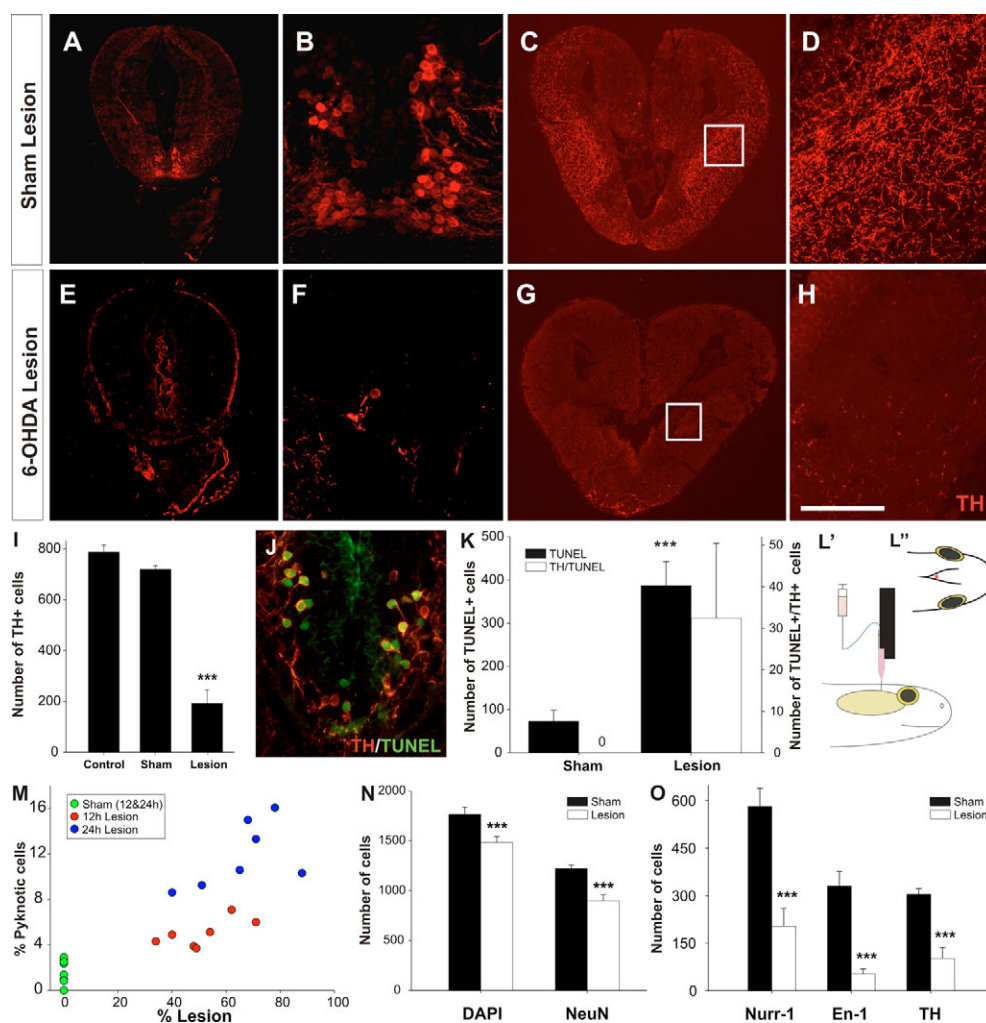 Sham Lesion
A
B
C
D
6-OHDA Lesion
E
F
G
H
TH
I
Number of TH+ cells
800
600
400
200
0
Control Sham Lesion
***
J
TH/TUNEL
K
Number of TUNEL+ cells
500
400
300
200
100
0
TUNEL
TH/TUNEL
***
0
Sham Lesion
50
40
30
20
10
0
Number of TUNEL+/TH+ cells
L'
L''
M
% Pyknotic cells
16
12
8
4
0
Sham (12&24h)
12h Lesion
24h Lesion
0 20 40 60 80 100
% Lesion
N
Number of cells
2000
1500
1000
500
0
Sham
Lesion
***
***
DAPI NeuN
O
Number of cells
600
450
300
150
0
Sham
Lesion
***
***
***
Nurr-1 En-1 TH